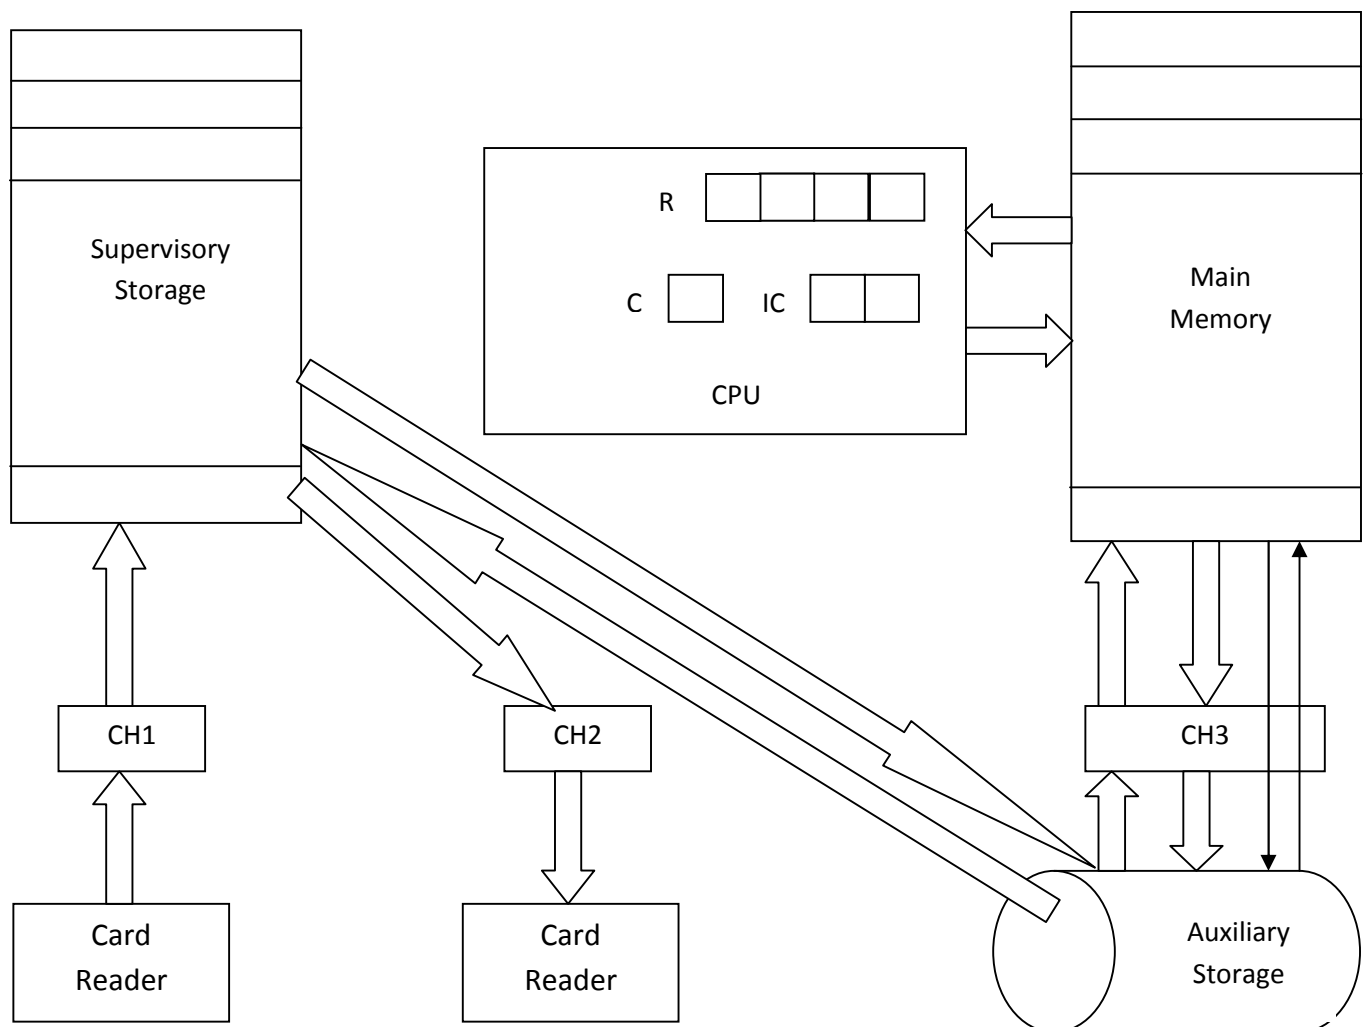 Supervisory
Storage
R
C
IC
CPU
Main
Memory
CH1
CH2
CH3
Card
Reader
Card
Reader
Auxiliary
Storage